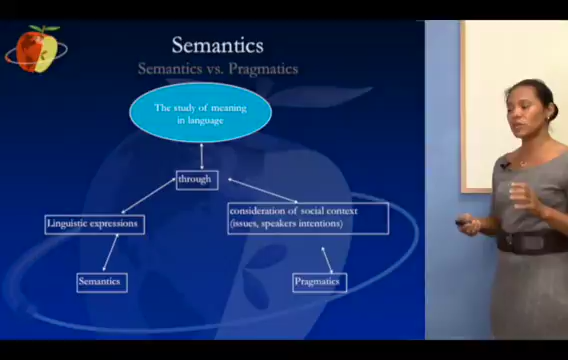 Semantics
Semantics vs. Pragmatics
The study of meaning
in language
through
Linguistic expressions
consideration of social context
(issues, speakers intentions)
Semantics
Pragmatics